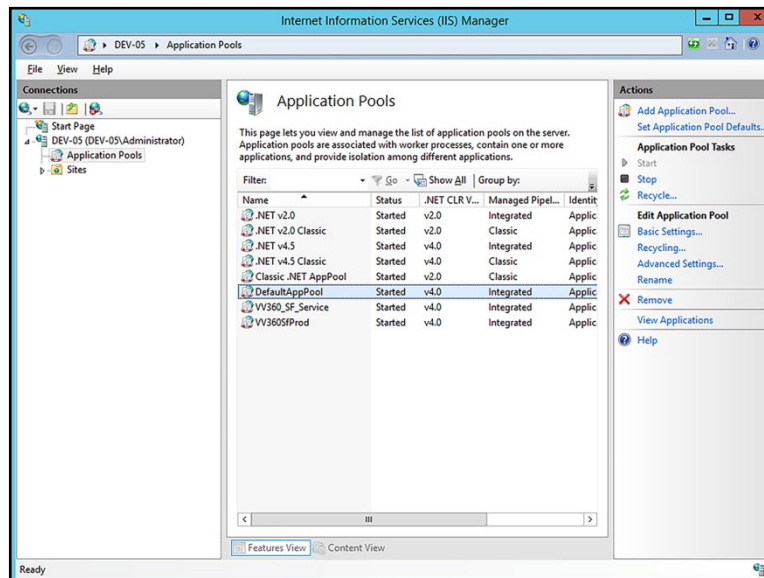 Internet Information Services (IIS) Manager
DEV-05 Application Pools
File View Help
Connections
Start Page
DEV-05 (DEV-05\Administrator)
Application Pools
Sites
Application Pools
This page lets you view and manage the list of application pools on the server.
Application pools are associated with worker processes, contain one or more
applications, and provide isolation among different applications.
Filter: Go Show All Group by:
Name Status .NET CLR V... Managed Pipel... Identit
.NET v2.0 Started v2.0 Integrated Applic
.NET v2.0 Classic Started v2.0 Classic Applic
.NET v4.5 Started v4.0 Integrated Applic
.NET v4.5 Classic Started v4.0 Classic Applic
Classic .NET AppPool Started v2.0 Classic Applic
DefaultAppPool Started v4.0 Integrated Applic
VV360_SF_Service Started v4.0 Integrated Applic
VV360SfProd Started v4.0 Integrated Applic
Features View Content View
Actions
Add Application Pool...
Set Application Pool Defaults...
Application Pool Tasks
Start
Stop
Recycle...
Edit Application Pool
Basic Settings...
Recycling...
Advanced Settings...
Rename
Remove
View Applications
Help
Ready